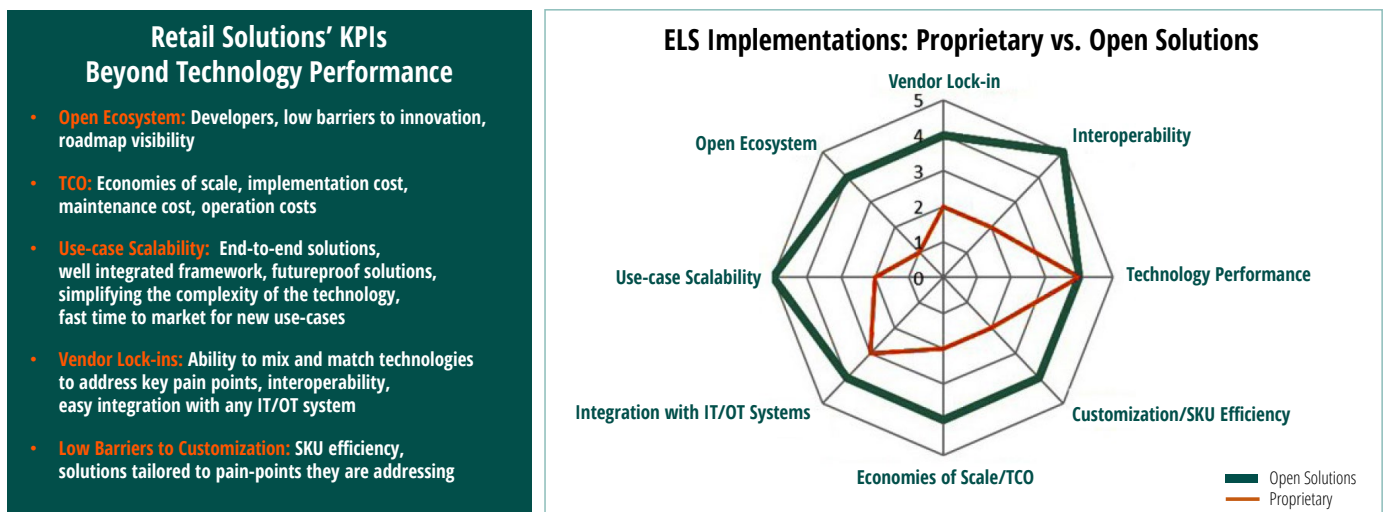 Retail Solutions' KPIs
Beyond Technology Performance
• Open Ecosystem: Developers, low barriers to innovation,
roadmap visibility
• TCO: Economies of scale, implementation cost,
maintenance cost, operation costs
• Use-case Scalability: End-to-end solutions,
well integrated framework, futureproof solutions,
simplifying the complexity of the technology,
fast time to market for new use-cases
• Vendor Lock-ins: Ability to mix and match technologies
to address key pain points, interoperability,
easy integration with any IT/OT system
• Low Barriers to Customization: SKU efficiency,
solutions tailored to pain-points they are addressing
ELS Implementations: Proprietary vs. Open Solutions
Vendor Lock-in
Interoperability
Technology Performance
Customization/SKU Efficiency
Economies of Scale/TCO
Integration with IT/OT Systems
Use-case Scalability
Open Ecosystem
5
4
3
2
1
0
Open Solutions
Proprietary